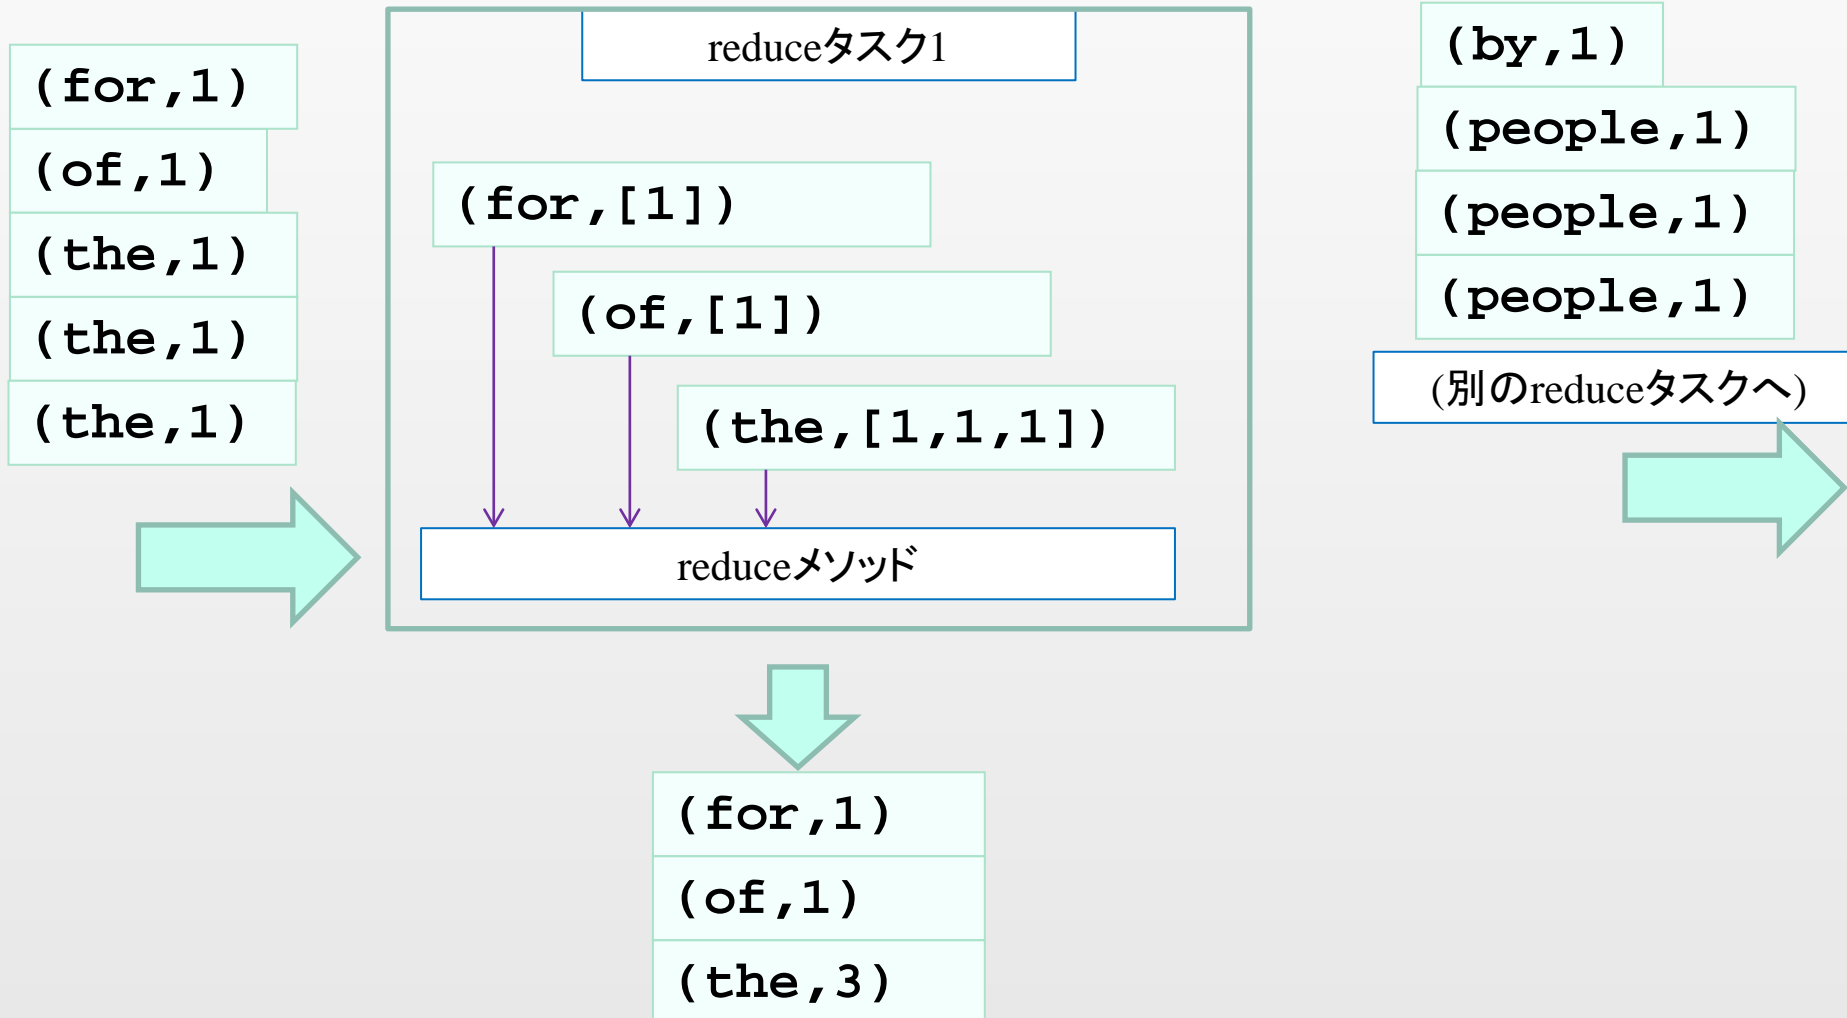 (for,1)
(of,1)
(the,1)
(the,1)
(the,1)
reduceタスク1
(for,[1])
(of,[1])
(the,[1,1,1])
reduceメソッド
(for,1)
(of,1)
(the,3)
(by,1)
(people,1)
(people,1)
(people,1)
(別のreduceタスクへ)